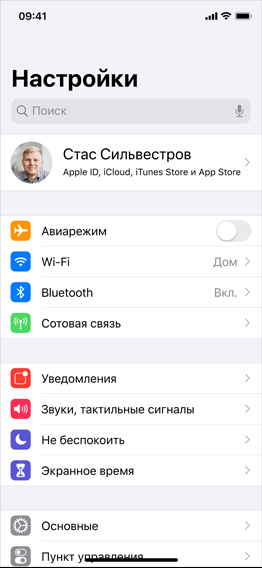 09:41
Настройки
Поиск
Стас Сильвестров
Apple ID, iCloud, iTunes Store и App Store
Авиарежим
Wi-Fi Дом
Bluetooth Вкл.
Сотовая связь
Уведомления
Звуки, тактильные сигналы
Не беспокоить
Экранное время
Основные
Пункт управления